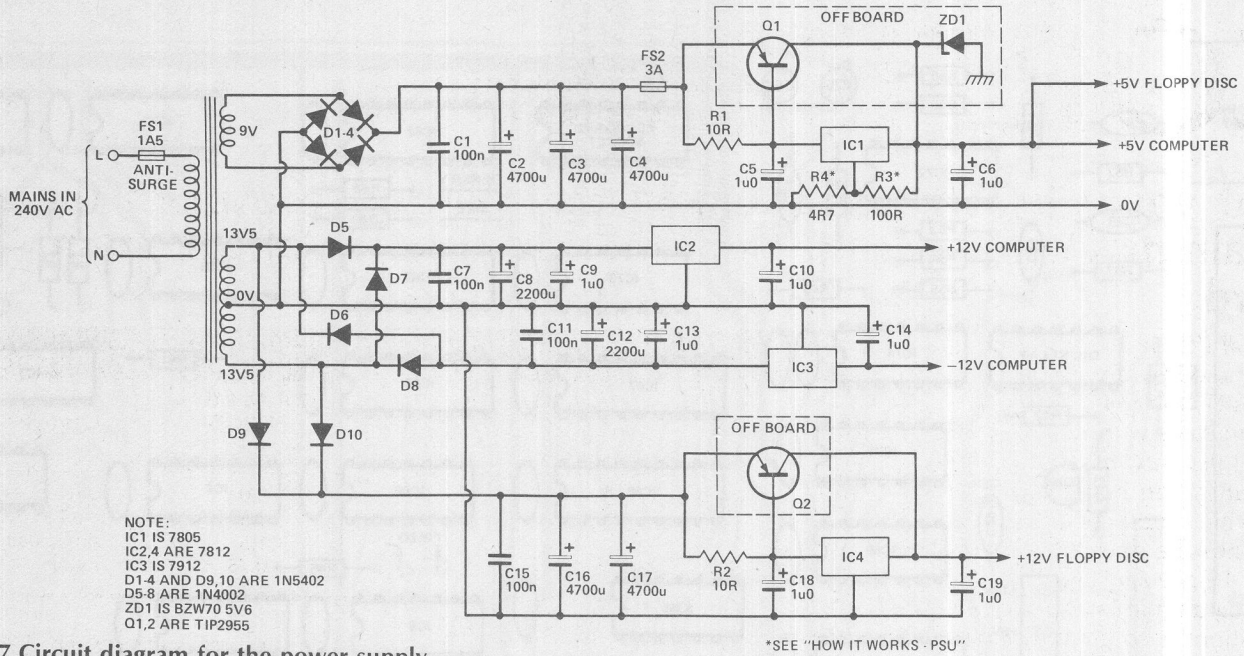 OFF BOARD
Q1
ZD1
FS2
3A
+5V FLOPPY DISC
FS1
1A5
9V
D1-4
R1
10R
L
ANTI-
SURGE
C1
100n
C2
4700u
C3
4700u
C4
4700u
IC1
+5V COMPUTER
C5
1u0
R4*
R3*
C6
1u0
MAINS IN
240V AC
4R7
100R
0V
N
13V5
D5
IC2
+12V COMPUTER
D7
C7
100n
C8
2200u
C9
1u0
C10
1u0
0V
D6
C11
100n
C12
2200u
C13
1u0
C14
1u0
13V5
D8
IC3
−12V COMPUTER
D9
D10
OFF BOARD
Q2
NOTE:
IC1 IS 7805
IC2,4 ARE 7812
IC3 IS 7912
D1-4 AND D9,10 ARE 1N5402
D5-8 ARE 1N4002
ZD1 IS BZW70 5V6
Q1,2 ARE TIP2955
C15
100n
C16
4700u
C17
4700u
R2
10R
IC4
C18
1u0
C19
1u0
+12V FLOPPY DISC
*SEE "HOW IT WORKS - PSU"
7 Circuit diagram for the power supply